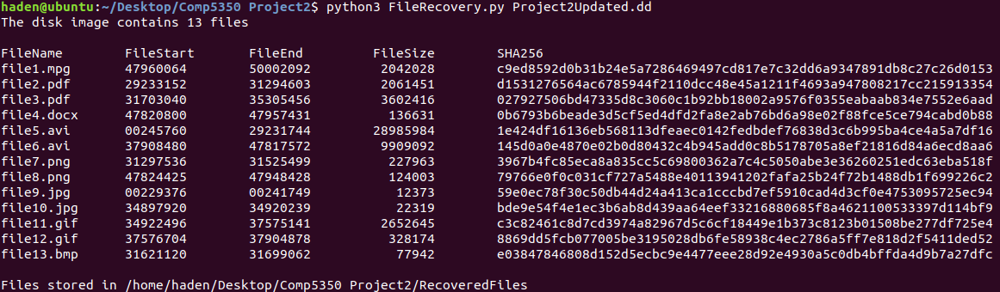 haden@ubuntu:~/Desktop/Comp5350 Project2$ python3 FileRecovery.py Project2Updated.dd
The disk image contains 13 files
FileName FileStart FileEnd FileSize SHA256
file1.mpg 47960064 50002092 2042028 c9ed8592d0b31b24e5a7286469497cd817e7c32dd6a9347891db8c27c26d0153
file2.pdf 29233152 31294603 2061451 d1531276564ac6785944f2110dcc48e45a1211f4693a947808217cc215913354
file3.pdf 31703040 35305456 3602416 027927506bd47335d8c3060c1b92bb18002a9576f0355eabaab834e7552e6aad
file4.docx 47820800 47957431 136631 0b6793b6beade3d5cf5ed4dfd2fa8e2ab76bd6a98e02f88fce5ce794cabd0b88
file5.avi 00245760 29231744 28985984 1e424df16136eb568113dfeaec0142fedbdef76838d3c6b995ba4ce4a5a7df16
file6.avi 37908480 47817572 9909092 145d0a0e4870e02b0d80432c4b945add0c8b5178705a8ef21816d84a6ecd8aa6
file7.png 31297536 31525499 227963 3967b4fc85eca8a835cc5c69800362a7c4c5050abe3e36260251edc63eba518f
file8.png 47824425 47948428 124003 79766e0f0c031cf727a5488e40113941202fafa25b24f72b1488db1f699226c2
file9.jpg 00229376 00241749 12373 59e0ec78f30c50db44d24a413ca1cccbd7ef5910cad4d3cf0e4753095725ec94
file10.jpg 34897920 34920239 22319 bde9e54f4e1ec3b6ab8d439aa64eef33216880685f8a4621100533397d114bf9
file11.gif 34922496 37575141 2652645 c3c82461c8d7cd3974a82967d5c6cf18449e1b373c8123b01508be277df725e4
file12.gif 37576704 37904878 328174 8869dd5fcb077005be3195028db6fe58938c4ec2786a5ff7e818d2f5411ded52
file13.bmp 31621120 31699062 77942 e03847846808d152d5ecbc9e4477eee28d92e4930a5c0db4bffda4d9b7a27dfc
Files stored in /home/haden/Desktop/Comp5350 Project2/RecoveredFiles